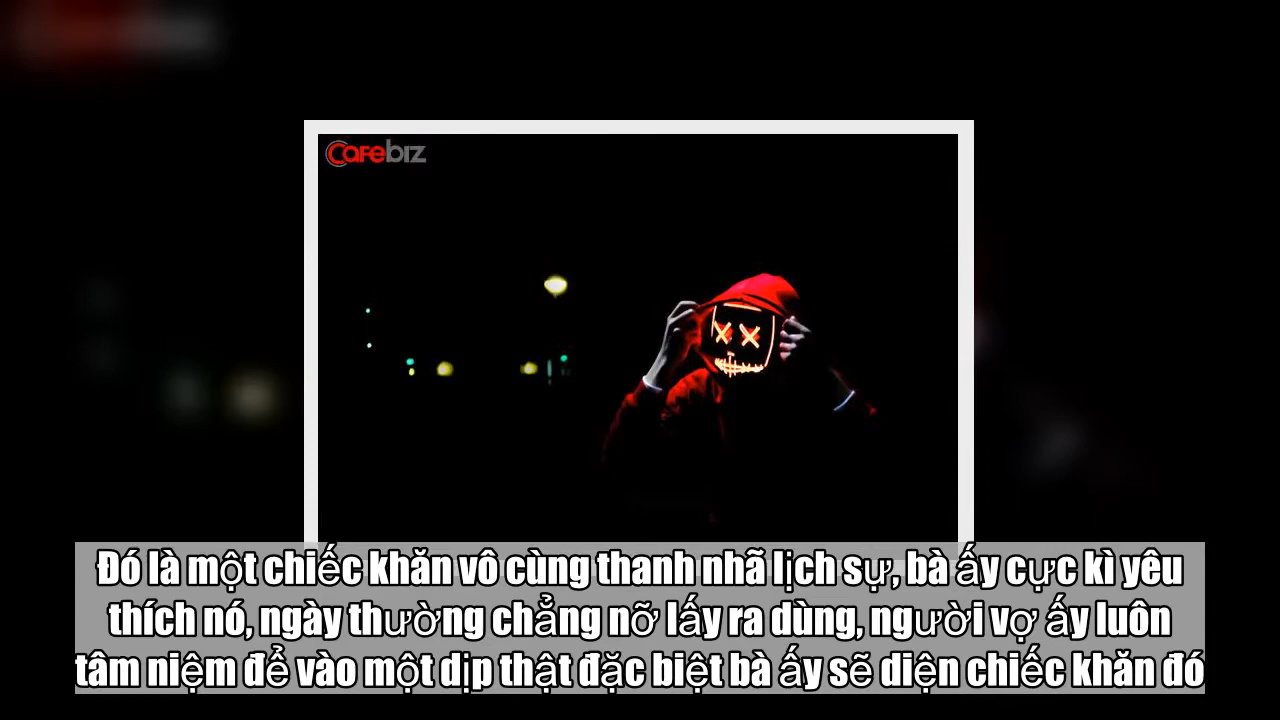 CafeBiz
Đó là một chiếc khăn vô cùng thanh nhã lịch sự, bà ấy cực kì yêu
thích nó, ngày thường chẳng nỡ lấy ra dùng, người vợ ấy luôn
tâm niệm để vào một dịp thật đặc biệt bà ấy sẽ diện chiếc khăn đó